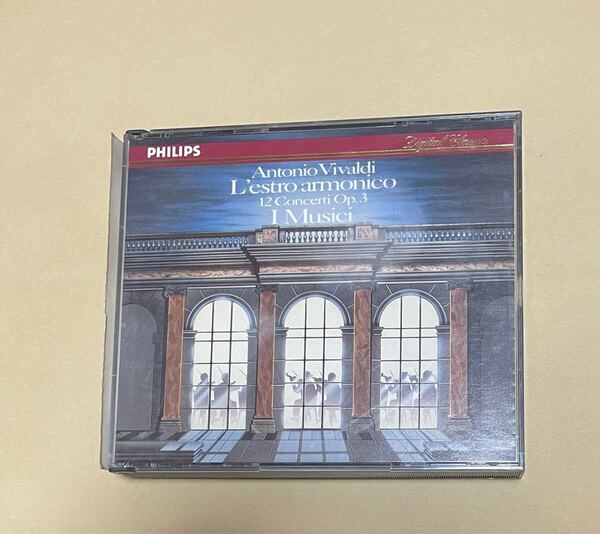 PHILIPS
Digital Classics
Antonio Vivaldi
L'estro armonico
12 Concerti Op. 3
I Musici